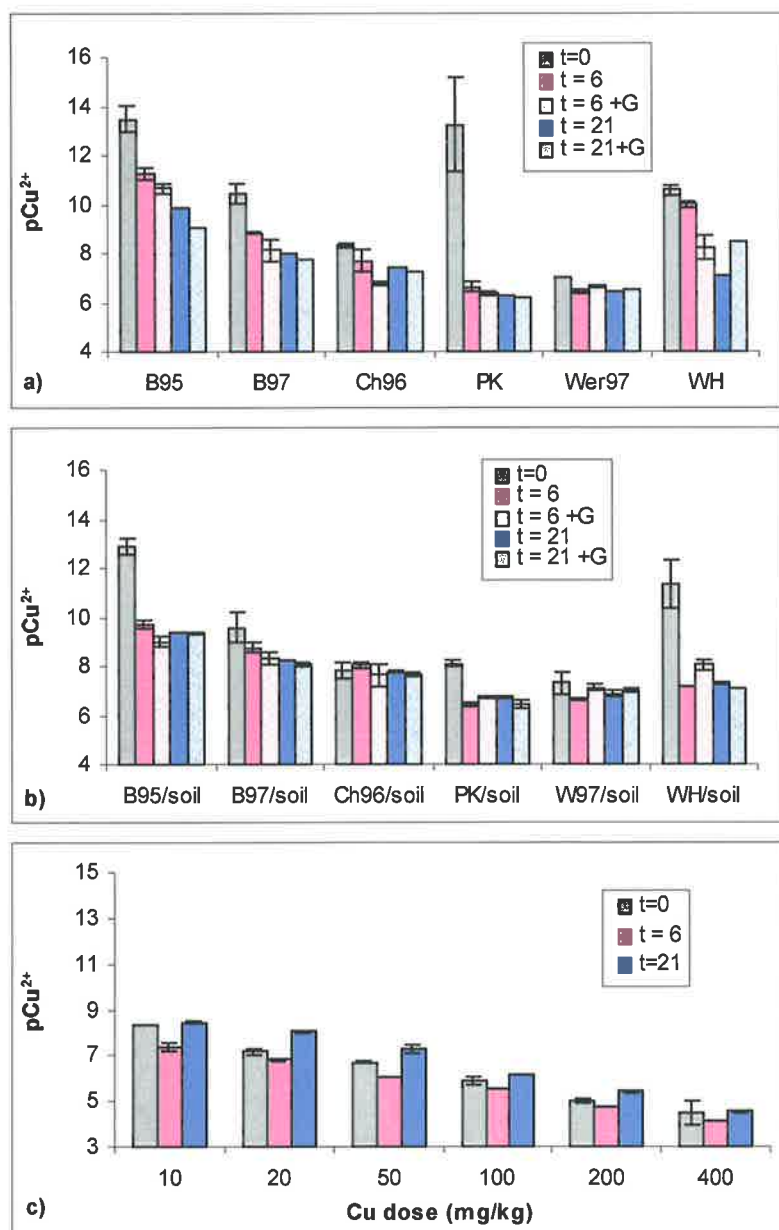 16
14
12
10
8
6
4
pCu²⁺
t=0
t = 6
t = 6 +G
t = 21
t = 21+G
B95 B97 Ch96 PK Wer97 WH
a)
16
14
12
10
8
6
4
pCu²⁺
t=0
t = 6
t = 6 +G
t = 21
t = 21 +G
B95/soil B97/soil Ch96/soil PK/soil W97/soil WH/soil
b)
15
13
11
9
7
5
3
pCu²⁺
t=0
t = 6
t=21
10 20 50 100 200 400
c) Cu dose (mg/kg)